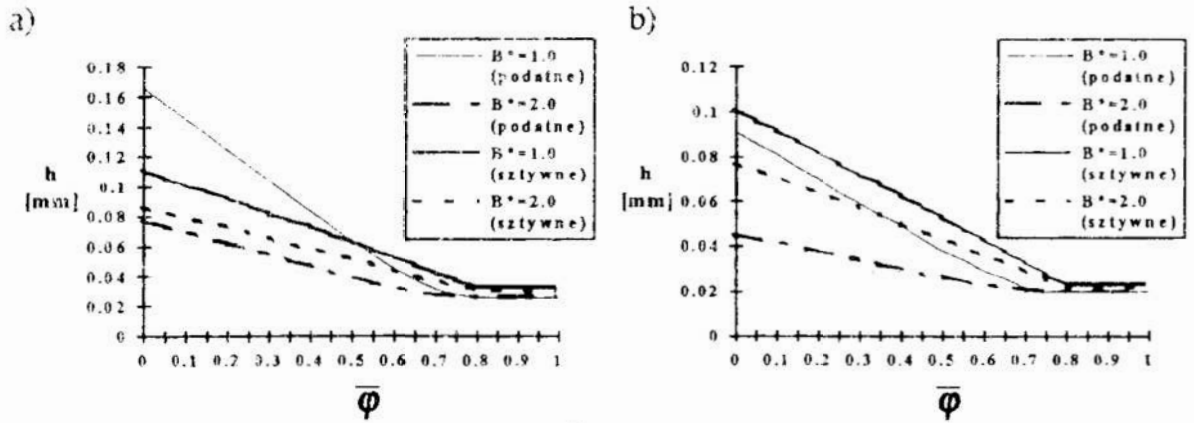 a)
B*=1.0
(podatne)
B*=2.0
(podatne)
B*=1.0
(sztywne)
B*=2.0
(sztywne)
0.18
0.16
0.14
0.12
0.1
0.08
0.06
0.04
0.02
0
h
[mm]
0 0.1 0.2 0.3 0.4 0.5 0.6 0.7 0.8 0.9 1
φ̅
b)
B*=1.0
(podatne)
B*=2.0
(podatne)
B*=1.0
(sztywne)
B*=2.0
(sztywne)
0.12
0.1
0.08
0.06
0.04
0.02
0
h
[mm]
0 0.1 0.2 0.3 0.4 0.5 0.6 0.7 0.8 0.9 1
φ̅